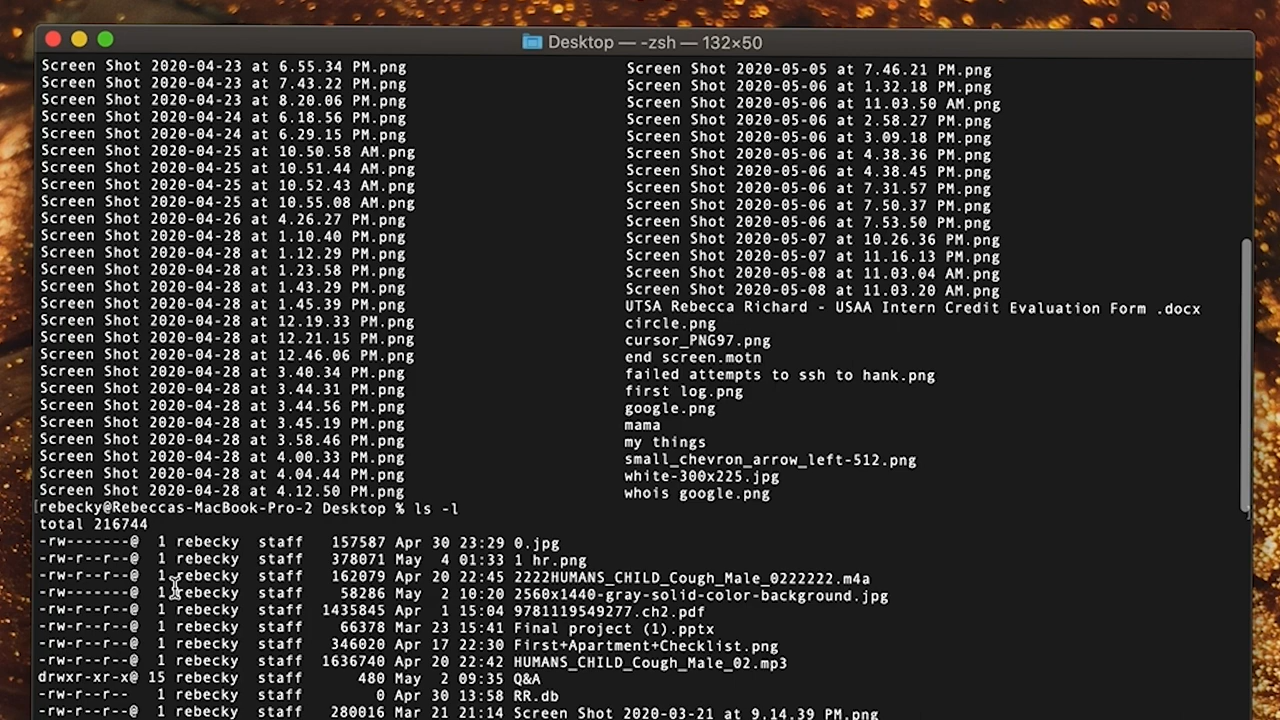 Desktop — -zsh — 132×50
Screen Shot 2020-04-23 at 6.55.34 PM.png
Screen Shot 2020-04-23 at 7.43.22 PM.png
Screen Shot 2020-04-23 at 8.20.06 PM.png
Screen Shot 2020-04-24 at 6.18.56 PM.png
Screen Shot 2020-04-24 at 6.29.15 PM.png
Screen Shot 2020-04-25 at 10.50.58 AM.png
Screen Shot 2020-04-25 at 10.51.44 AM.png
Screen Shot 2020-04-25 at 10.52.43 AM.png
Screen Shot 2020-04-25 at 10.55.08 AM.png
Screen Shot 2020-04-26 at 4.26.27 PM.png
Screen Shot 2020-04-28 at 1.10.40 PM.png
Screen Shot 2020-04-28 at 1.12.29 PM.png
Screen Shot 2020-04-28 at 1.23.58 PM.png
Screen Shot 2020-04-28 at 1.43.29 PM.png
Screen Shot 2020-04-28 at 1.45.39 PM.png
Screen Shot 2020-04-28 at 12.19.33 PM.png
Screen Shot 2020-04-28 at 12.21.15 PM.png
Screen Shot 2020-04-28 at 12.46.06 PM.png
Screen Shot 2020-04-28 at 3.40.34 PM.png
Screen Shot 2020-04-28 at 3.44.31 PM.png
Screen Shot 2020-04-28 at 3.44.56 PM.png
Screen Shot 2020-04-28 at 3.45.19 PM.png
Screen Shot 2020-04-28 at 3.58.46 PM.png
Screen Shot 2020-04-28 at 4.00.33 PM.png
Screen Shot 2020-04-28 at 4.04.44 PM.png
Screen Shot 2020-04-28 at 4.12.50 PM.png
Screen Shot 2020-05-05 at 7.46.21 PM.png
Screen Shot 2020-05-06 at 1.32.18 PM.png
Screen Shot 2020-05-06 at 11.03.50 AM.png
Screen Shot 2020-05-06 at 2.58.27 PM.png
Screen Shot 2020-05-06 at 3.09.18 PM.png
Screen Shot 2020-05-06 at 4.38.36 PM.png
Screen Shot 2020-05-06 at 4.38.45 PM.png
Screen Shot 2020-05-06 at 7.31.57 PM.png
Screen Shot 2020-05-06 at 7.50.37 PM.png
Screen Shot 2020-05-06 at 7.53.50 PM.png
Screen Shot 2020-05-07 at 10.26.36 PM.png
Screen Shot 2020-05-07 at 11.16.13 PM.png
Screen Shot 2020-05-08 at 11.03.04 AM.png
Screen Shot 2020-05-08 at 11.03.20 AM.png
UTSA Rebecca Richard - USAA Intern Credit Evaluation Form .docx
circle.png
cursor_PNG97.png
end screen.motn
failed attempts to ssh to hank.png
first log.png
google.png
mama
my things
small_chevron_arrow_left-512.png
white-300x225.jpg
whois google.png
[rebecky@Rebeccas-MacBook-Pro-2 Desktop % ls -l ]
total 216744
-rw-------@ 1 rebecky staff 157587 Apr 30 23:29 0.jpg
-rw-r--r--@ 1 rebecky staff 378071 May 4 01:33 1 hr.png
-rw-r--r--@ 1 rebecky staff 162079 Apr 20 22:45 2222HUMANS_CHILD_Cough_Male_0222222.m4a
-rw-------@ 1 rebecky staff 58286 May 2 10:20 2560x1440-gray-solid-color-background.jpg
-rw-r--r--@ 1 rebecky staff 1435845 Apr 1 15:04 9781119549277.ch2.pdf
-rw-r--r--@ 1 rebecky staff 66378 Mar 23 15:41 Final project (1).pptx
-rw-r--r--@ 1 rebecky staff 346020 Apr 17 22:30 First+Apartment+Checklist.png
-rw-r--r--@ 1 rebecky staff 1636740 Apr 20 22:42 HUMANS_CHILD_Cough_Male_02.mp3
drwxr-xr-x@ 15 rebecky staff 480 May 2 09:35 Q&A
-rw-r--r-- 1 rebecky staff 0 Apr 30 13:58 RR.db
-rw-r--r--@ 1 rebecky staff 280016 Mar 21 21:14 Screen Shot 2020-03-21 at 9.14.39 PM.png